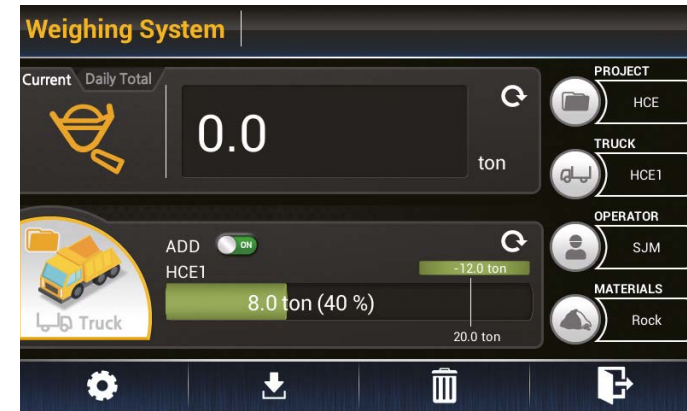 Weighing System
Current Daily Total
0.0
ton
ADD ON
HCE1
-12.0 ton
8.0 ton (40 %)
20.0 ton
Truck
PROJECT
HCE
TRUCK
HCE1
OPERATOR
SJM
MATERIALS
Rock